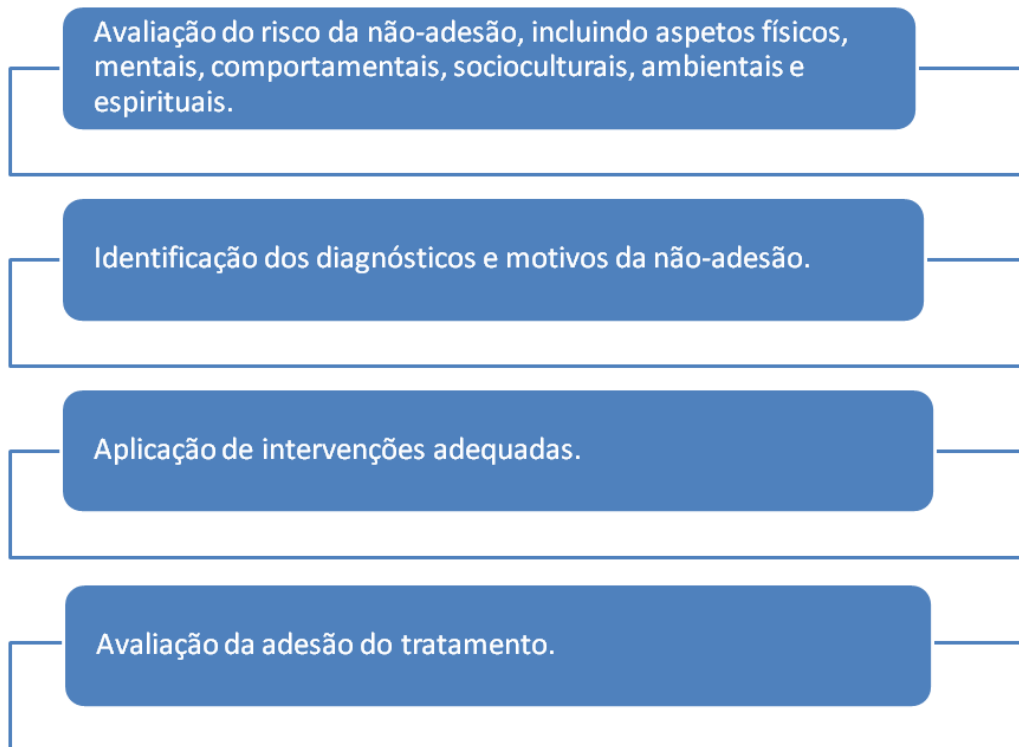 Avaliação do risco da não-adesão, incluindo aspetos físicos,
mentais, comportamentais, socioculturais, ambientais e
espirituais.
Identificação dos diagnósticos e motivos da não-adesão.
Aplicação de intervenções adequadas.
Avaliação da adesão do tratamento.